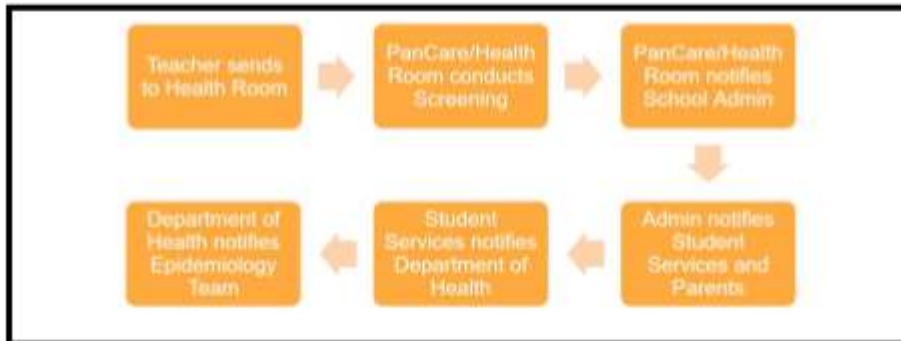 Teacher sends
to Health Room
PanCare/Health
Room conducts
Screening
PanCare/Health
Room notifies
School Admin
Admin notifies
Student
Services and
Parents
Student
Services notifies
Department of
Health
Department of
Health notifies
Epidemiology
Team